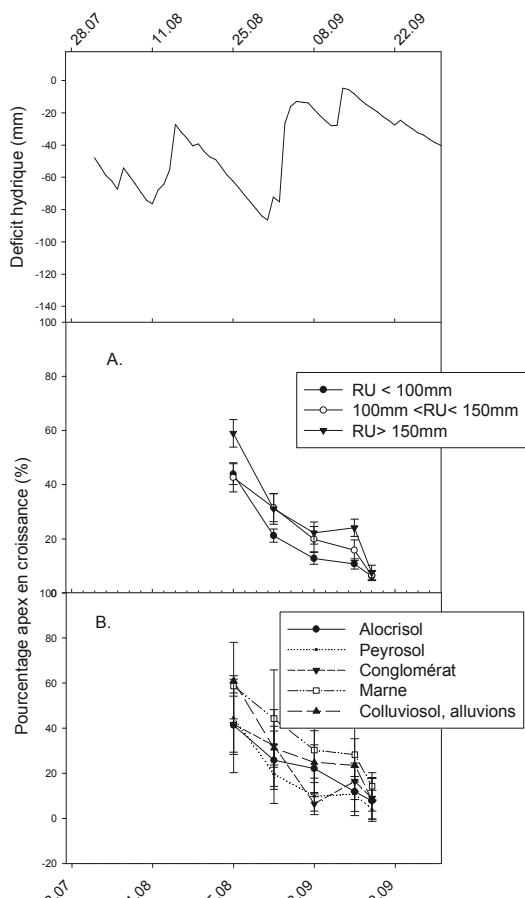 28.07 11.08 25.08 08.09 22.09
Deficit hydrique (mm)
0
-20
-40
-60
-80
-100
-120
-140
100
A.
RU < 100mm
100mm <RU< 150mm
RU> 150mm
80
60
40
20
0
Pourcentage apex en croissance (%)
100
B.
Alocrisol
Peyrosol
Conglomérat
Marne
Colluviosol, alluvions
80
60
40
20
0
-20